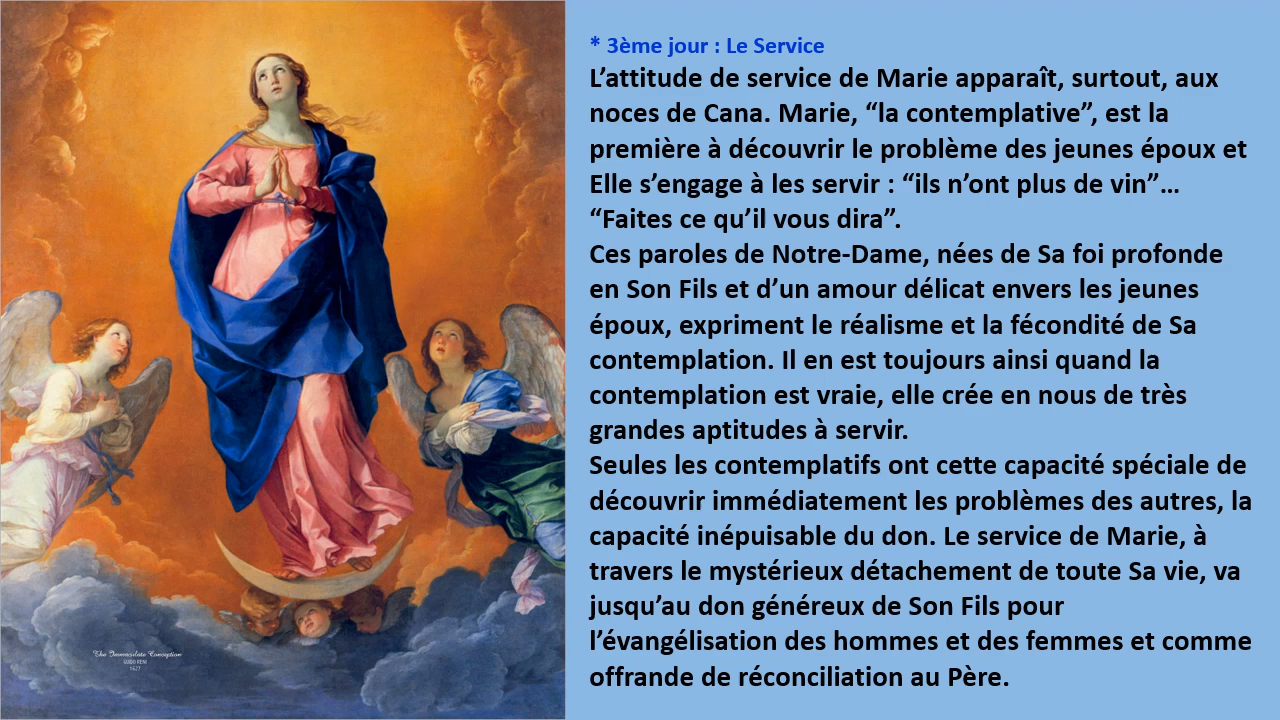 * 3ème jour : Le Service
L’attitude de service de Marie apparaît, surtout, aux
noces de Cana. Marie, “la contemplative”, est la
première à découvrir le problème des jeunes époux et
Elle s’engage à les servir : “ils n’ont plus de vin”…
“Faites ce qu’il vous dira”.
Ces paroles de Notre-Dame, nées de Sa foi profonde
en Son Fils et d’un amour délicat envers les jeunes
époux, expriment le réalisme et la fécondité de Sa
contemplation. Il en est toujours ainsi quand la
contemplation est vraie, elle crée en nous de très
grandes aptitudes à servir.
Seules les contemplatifs ont cette capacité spéciale de
découvrir immédiatement les problèmes des autres, la
capacité inépuisable du don. Le service de Marie, à
travers le mystérieux détachement de toute Sa vie, va
jusqu’au don généreux de Son Fils pour
l’évangélisation des hommes et des femmes et comme
offrande de réconciliation au Père.
The Immaculate Conception
GUIDO RENI
1627